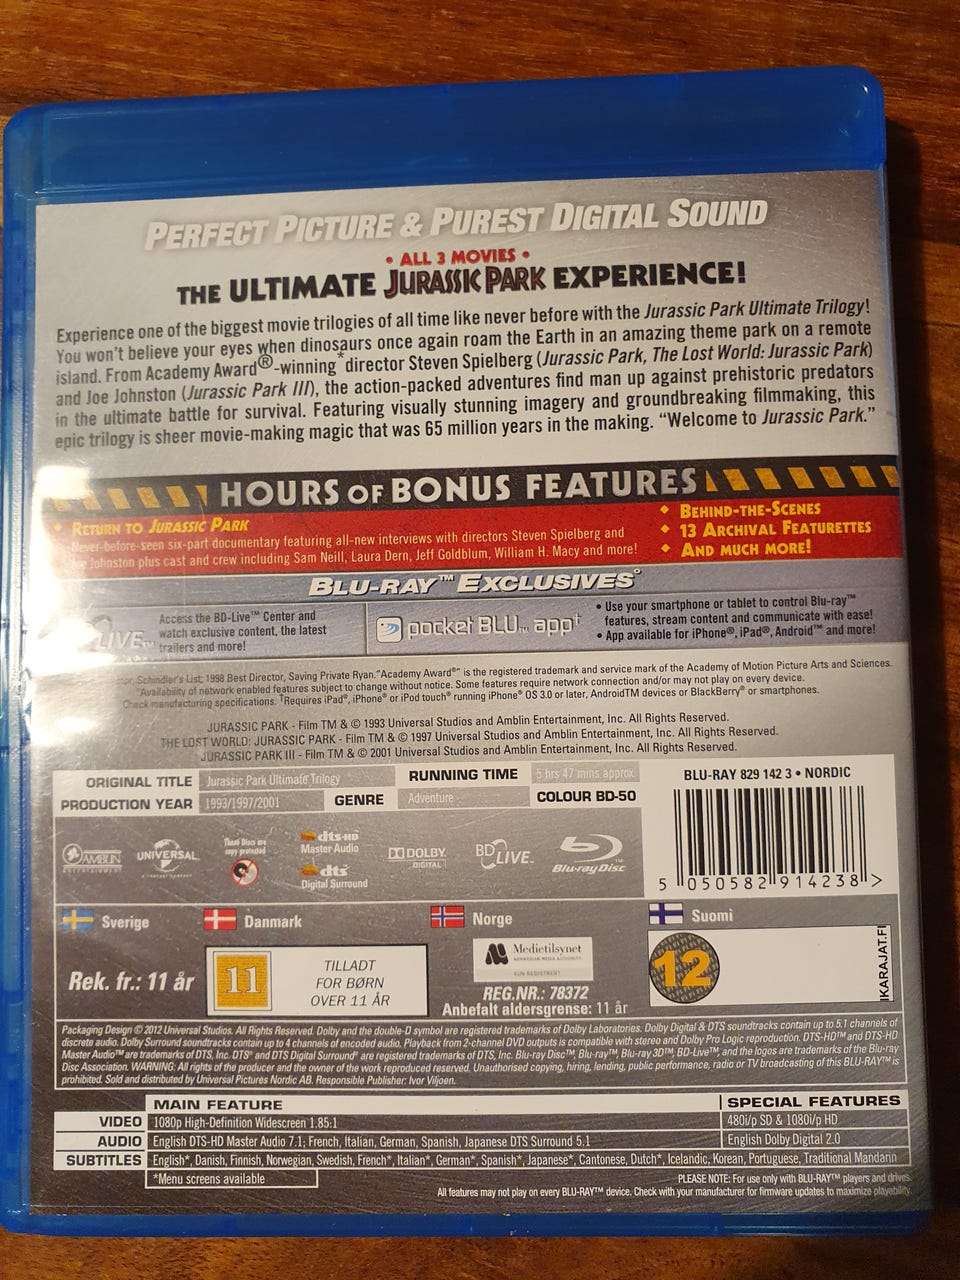 PERFECT PICTURE & PUREST DIGITAL SOUND
• ALL 3 MOVIES •
THE ULTIMATE JURASSIC PARK EXPERIENCE!
Experience one of the biggest movie trilogies of all time like never before with the Jurassic Park Ultimate Trilogy!
You won't believe your eyes when dinosaurs once again roam the Earth in an amazing theme park on a remote
island. From Academy Award®-winning* director Steven Spielberg (Jurassic Park, The Lost World: Jurassic Park)
and Joe Johnston (Jurassic Park III), the action-packed adventures find man up against prehistoric predators
in the ultimate battle for survival. Featuring visually stunning imagery and groundbreaking filmmaking, this
epic trilogy is sheer movie-making magic that was 65 million years in the making. "Welcome to Jurassic Park."
HOURS OF BONUS FEATURES
◆ RETURN TO JURASSIC PARK
Never-before-seen six-part documentary featuring all-new interviews with directors Steven Spielberg and
Joe Johnston plus cast and crew including Sam Neill, Laura Dern, Jeff Goldblum, William H. Macy and more!
◆ BEHIND-THE-SCENES
◆ 13 ARCHIVAL FEATURETTES
◆ AND MUCH MORE!
BLU-RAY™ EXCLUSIVES°
LIVE™
Access the BD-Live™ Center and
watch exclusive content, the latest
trailers and more!
pocket BLU™ app†
• Use your smartphone or tablet to control Blu-ray™
features, stream content and communicate with ease!
• App available for iPhone®, iPad®, Android™ and more!
Schindler's List; 1998 Best Director, Saving Private Ryan. "Academy Award®" is the registered trademark and service mark of the Academy of Motion Picture Arts and Sciences.
°Availability of network enabled features subject to change without notice. Some features require network connection and/or may not play on every device.
Check manufacturing specifications. †Requires iPad®, iPhone® or iPod touch® running iPhone® OS 3.0 or later, AndroidTM devices or BlackBerry® or smartphones.
JURASSIC PARK - Film TM & © 1993 Universal Studios and Amblin Entertainment, Inc. All Rights Reserved.
THE LOST WORLD: JURASSIC PARK - Film TM & © 1997 Universal Studios and Amblin Entertainment, Inc. All Rights Reserved.
JURASSIC PARK III - Film TM & © 2001 Universal Studios and Amblin Entertainment, Inc. All Rights Reserved.
ORIGINAL TITLE Jurassic Park Ultimate Trilogy RUNNING TIME 5 hrs 47 mins approx.
PRODUCTION YEAR 1993/1997/2001 GENRE Adventure COLOUR BD-50
BLU-RAY 829 142 3 • NORDIC
5 050582 914238 >
AMBLIN
ENTERTAINMENT
UNIVERSAL
These Discs are
copy protected
dts-HD
Master Audio
dts
Digital Surround
DOLBY
DIGITAL
BD LIVE™
Blu-ray Disc™
Sverige
Danmark
Norge
Suomi
Rek. fr.: 11 år
11
TILLADT
FOR BØRN
OVER 11 ÅR
Medietilsynet
NORWEGIAN MEDIA AUTHORITY
KUN REGISTRERT
REG.NR.: 78372
Anbefalt aldersgrense: 11 år
12
IKARAJAT.FI
Packaging Design © 2012 Universal Studios. All Rights Reserved. Dolby and the double-D symbol are registered trademarks of Dolby Laboratories. Dolby Digital & DTS soundtracks contain up to 5.1 channels of
discrete audio. Dolby Surround soundtracks contain up to 4 channels of encoded audio. Playback from 2-channel DVD outputs is compatible with stereo and Dolby Pro Logic reproduction. DTS-HD™ and DTS-HD
Master Audio™ are trademarks of DTS, Inc. DTS® and DTS Digital Surround® are registered trademarks of DTS, Inc. Blu-ray Disc™, Blu-ray™, Blu-ray 3D™, BD-Live™, and the logos are trademarks of the Blu-ray
Disc Association. WARNING: All rights of the producer and the owner of the work reproduced reserved. Unauthorised copying, hiring, lending, public performance, radio or TV broadcasting of this BLU-RAY™ is
prohibited. Sold and distributed by Universal Pictures Nordic AB. Responsible Publisher: Ivor Viljoen.
MAIN FEATURE SPECIAL FEATURES
VIDEO 1080p High-Definition Widescreen 1.85:1 480i/p SD & 1080i/p HD
AUDIO English DTS-HD Master Audio 7.1; French, Italian, German, Spanish, Japanese DTS Surround 5.1 English Dolby Digital 2.0
SUBTITLES English*, Danish, Finnish, Norwegian, Swedish, French*, Italian*, German*, Spanish*, Japanese*, Cantonese, Dutch*, Icelandic, Korean, Portuguese, Traditional Mandarin
*Menu screens available
PLEASE NOTE: For use only with BLU-RAY™ players and drives.
All features may not play on every BLU-RAY™ device. Check with your manufacturer for firmware updates to maximize playability.